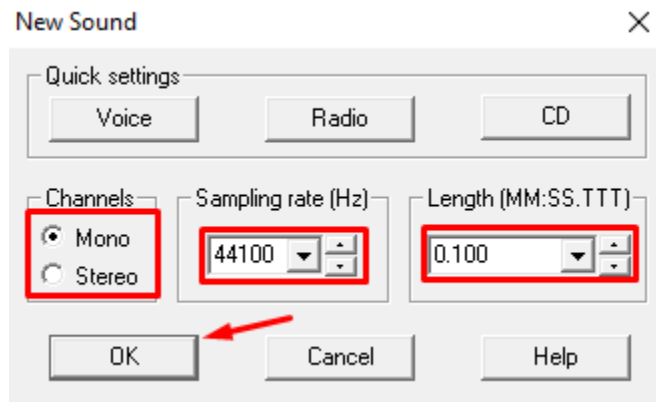 New Sound
Quick settings
Voice Radio CD
Channels Sampling rate (Hz) Length (MM:SS.TTT)
Mono 44100 0.100
Stereo
OK Cancel Help